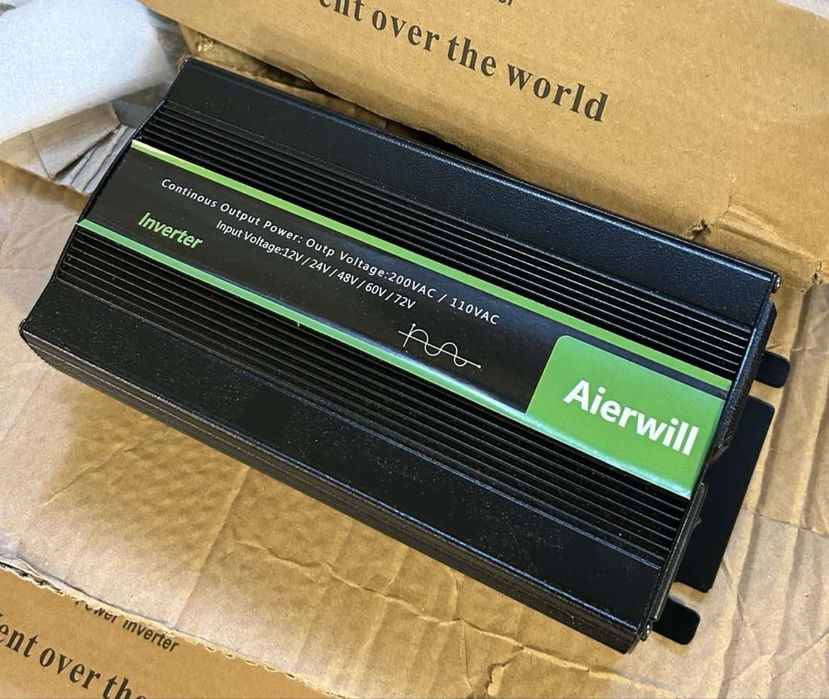 ent over the world
Continous Output Power: Outp Voltage:200VAC / 110VAC
Input Voltage:12V / 24V / 48V / 60V / 72V
Inverter
Aierwill
Power Inverter
ent over the